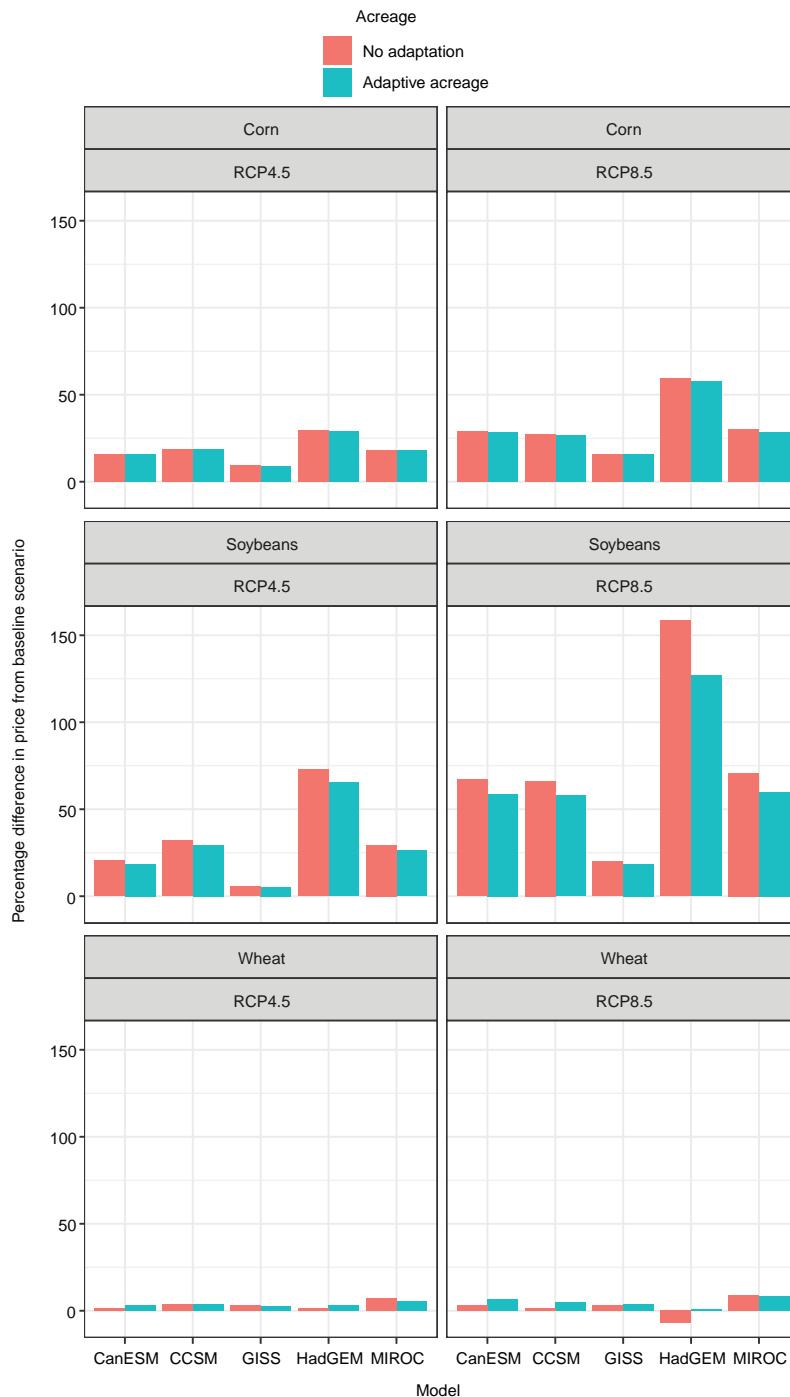 Acreage
No adaptation
Adaptive acreage
Corn
Corn
RCP4.5
RCP8.5
150
100
50
0
Soybeans
Soybeans
RCP4.5
RCP8.5
150
100
50
0
Wheat
Wheat
RCP4.5
RCP8.5
150
100
50
0
Percentage difference in price from baseline scenario
CanESM CCSM GISS HadGEM MIROC
CanESM CCSM GISS HadGEM MIROC
Model